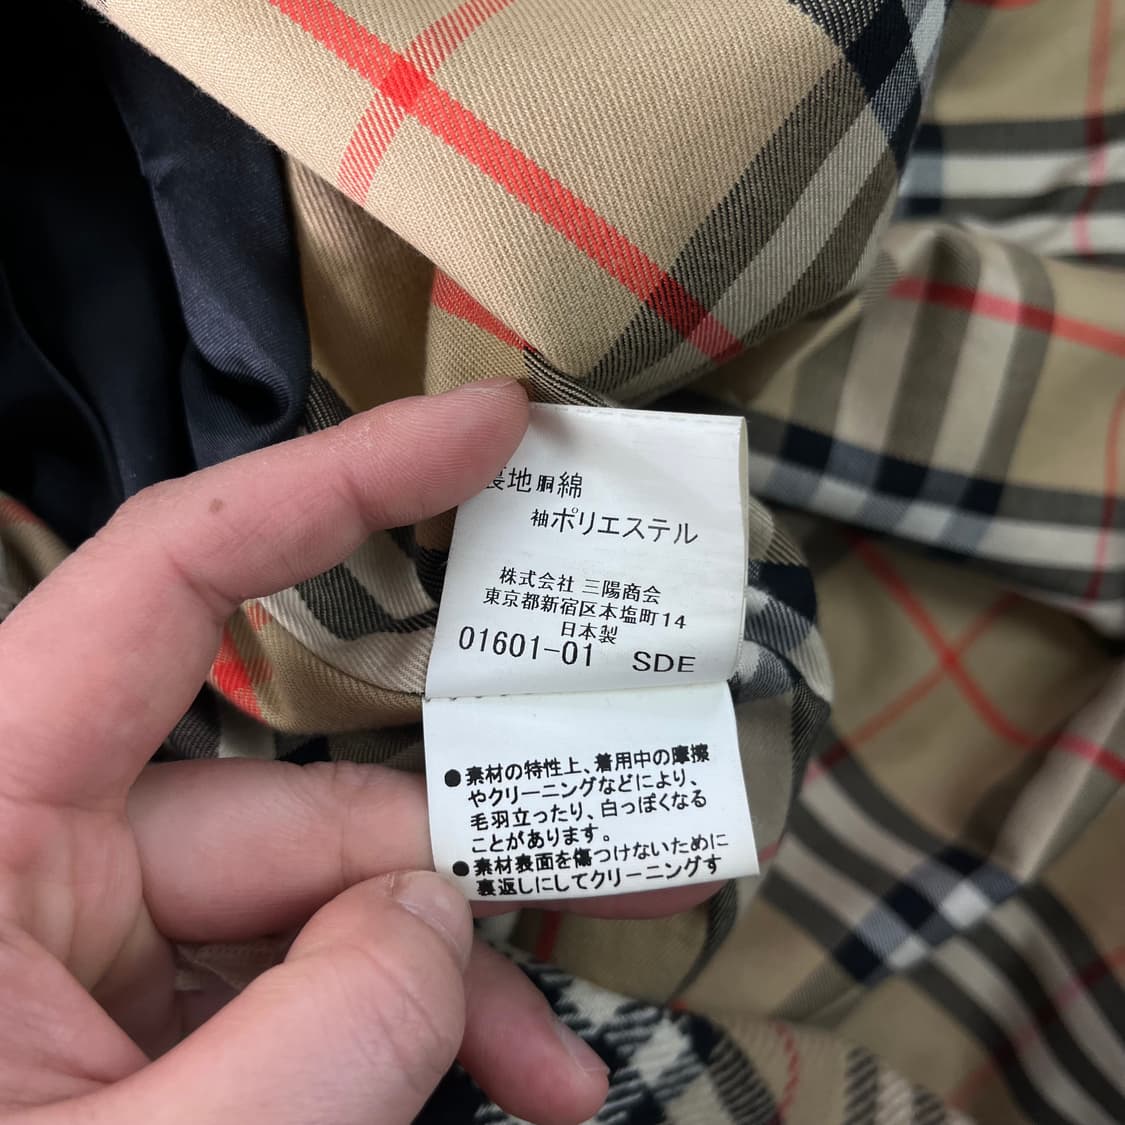 裏地 胴綿
袖ポリエステル
株式会社 三陽商会
東京都新宿区本塩町14
日本製
01601-01 SDE
●素材の特性上、着用中の摩擦
やクリーニングなどにより、
毛羽立ったり、白っぽくなる
ことがあります。
●素材表面を傷つけないために
裏返しにしてクリーニングす